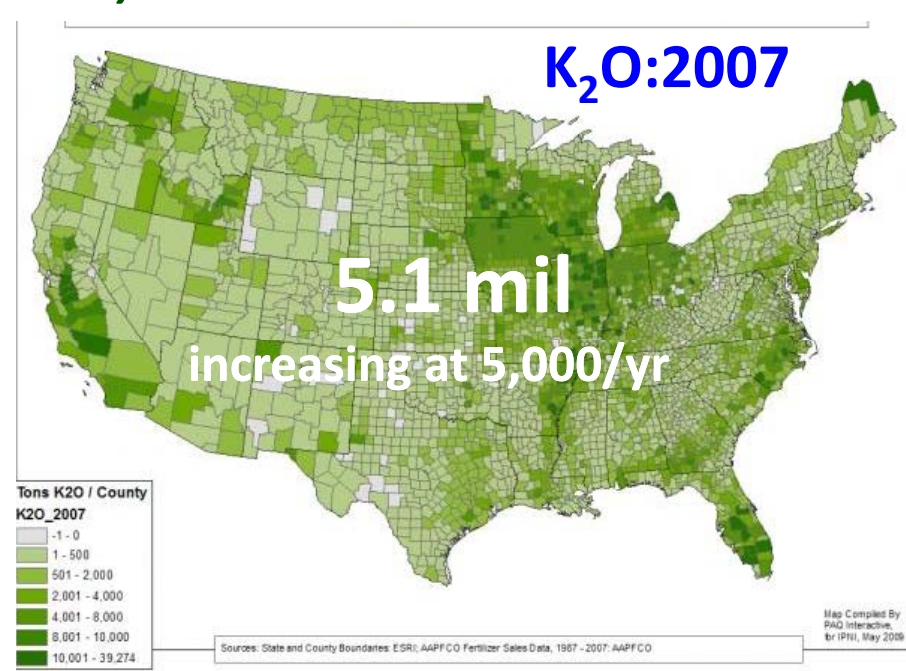 K₂O:2007
5.1 mil
increasing at 5,000/yr
Tons K2O / County
K2O_2007
-1 - 0
1 - 500
501 - 2,000
2,001 - 4,000
4,001 - 8,000
8,001 - 10,000
10,001 - 39,274
Map Compiled By
PAQ Interactive,
for IPNI, May 2009
Sources: State and County Boundaries: ESRI; AAPFCO Fertilizer Sales Data, 1987 - 2007: AAPFCO